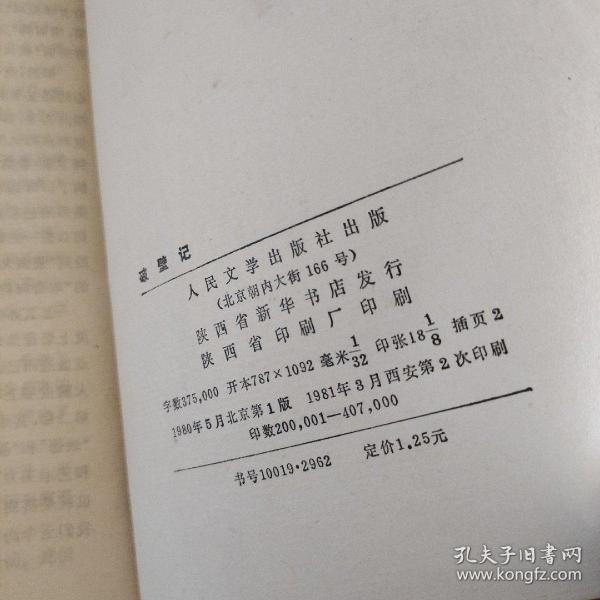 破壁记
人民文学出版社出版
(北京朝内大街166号)
陕西省新华书店发行
陕西省印刷厂印刷
字数375,000 开本787×1092 毫米1/32 印张18 1/8 插页2
1980年5月北京第1版 1981年3月西安第2次印刷
印数200,001—407,000
书号10019·2962 定价1.25元
孔夫子旧书网
www.kongfz.com